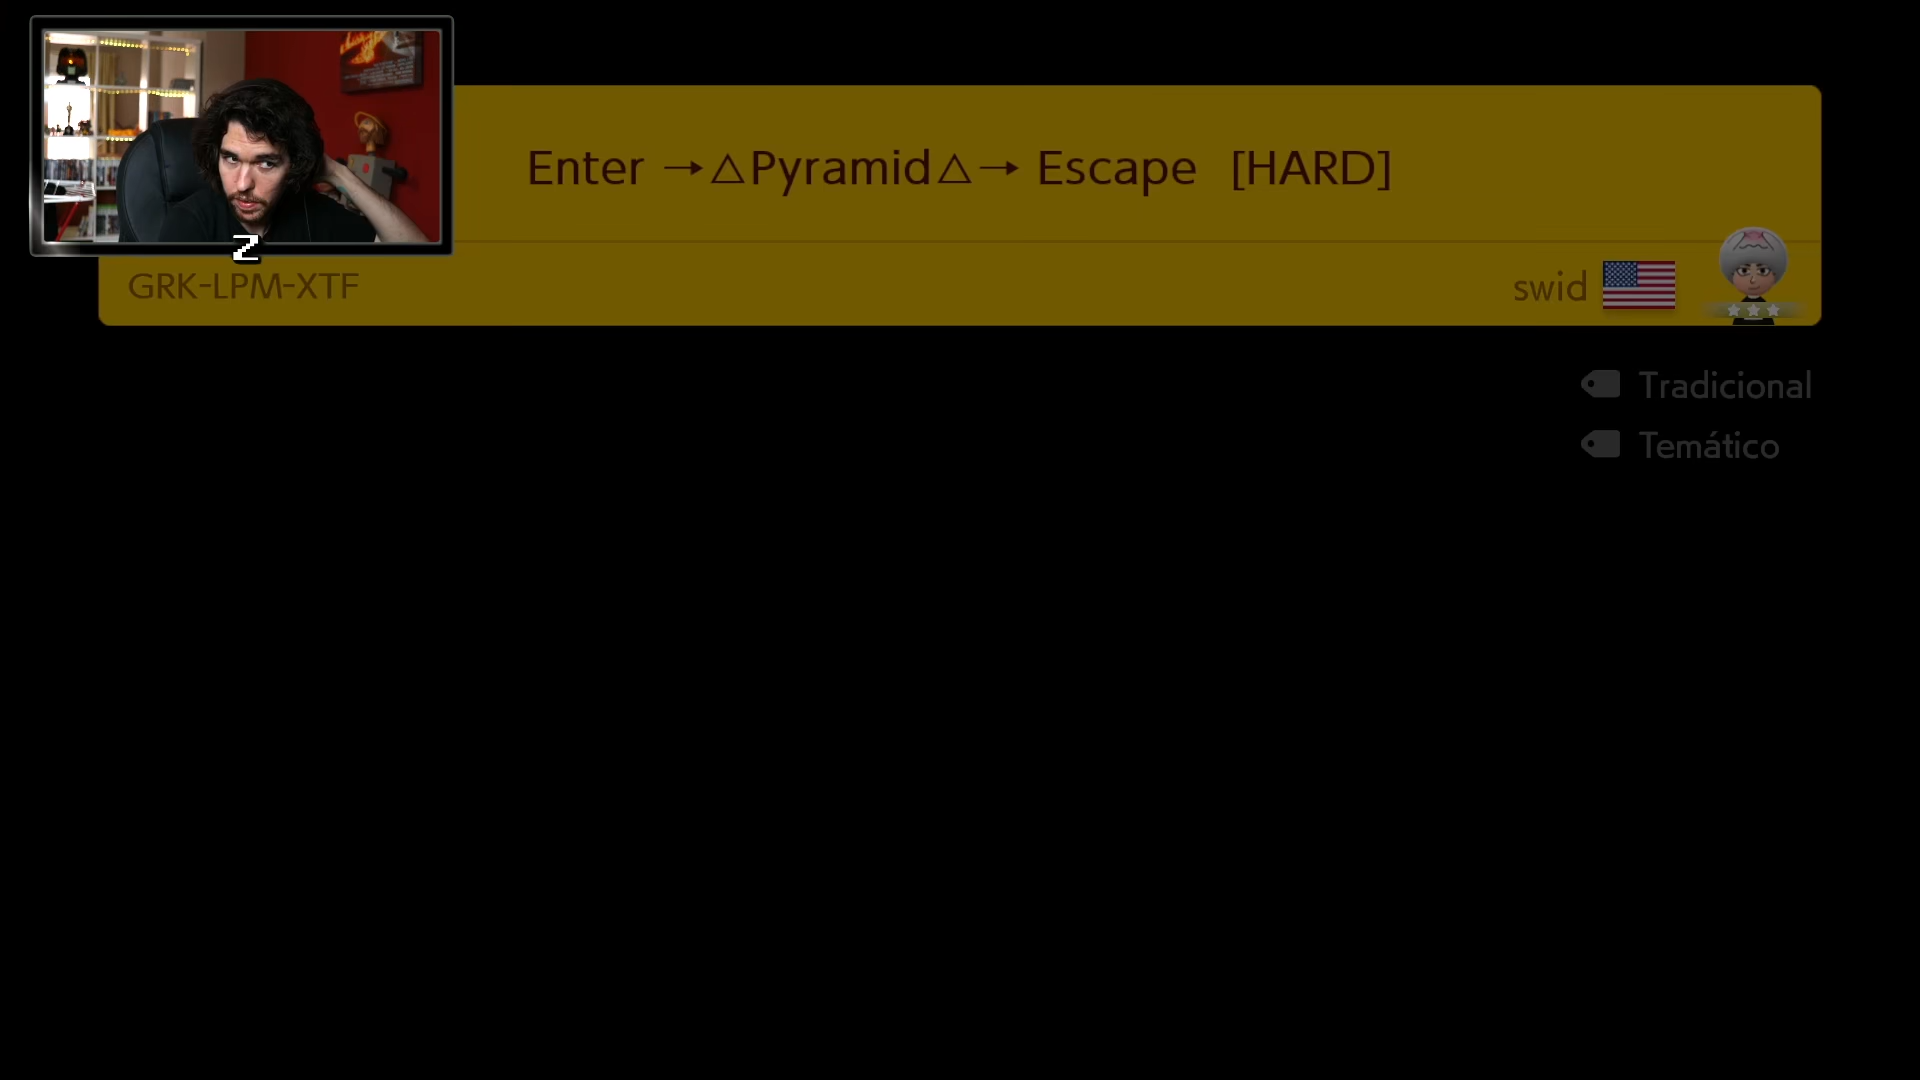 Enter →△Pyramid△→ Escape [HARD]
Z
GRK-LPM-XTF
swid
Tradicional
Temático